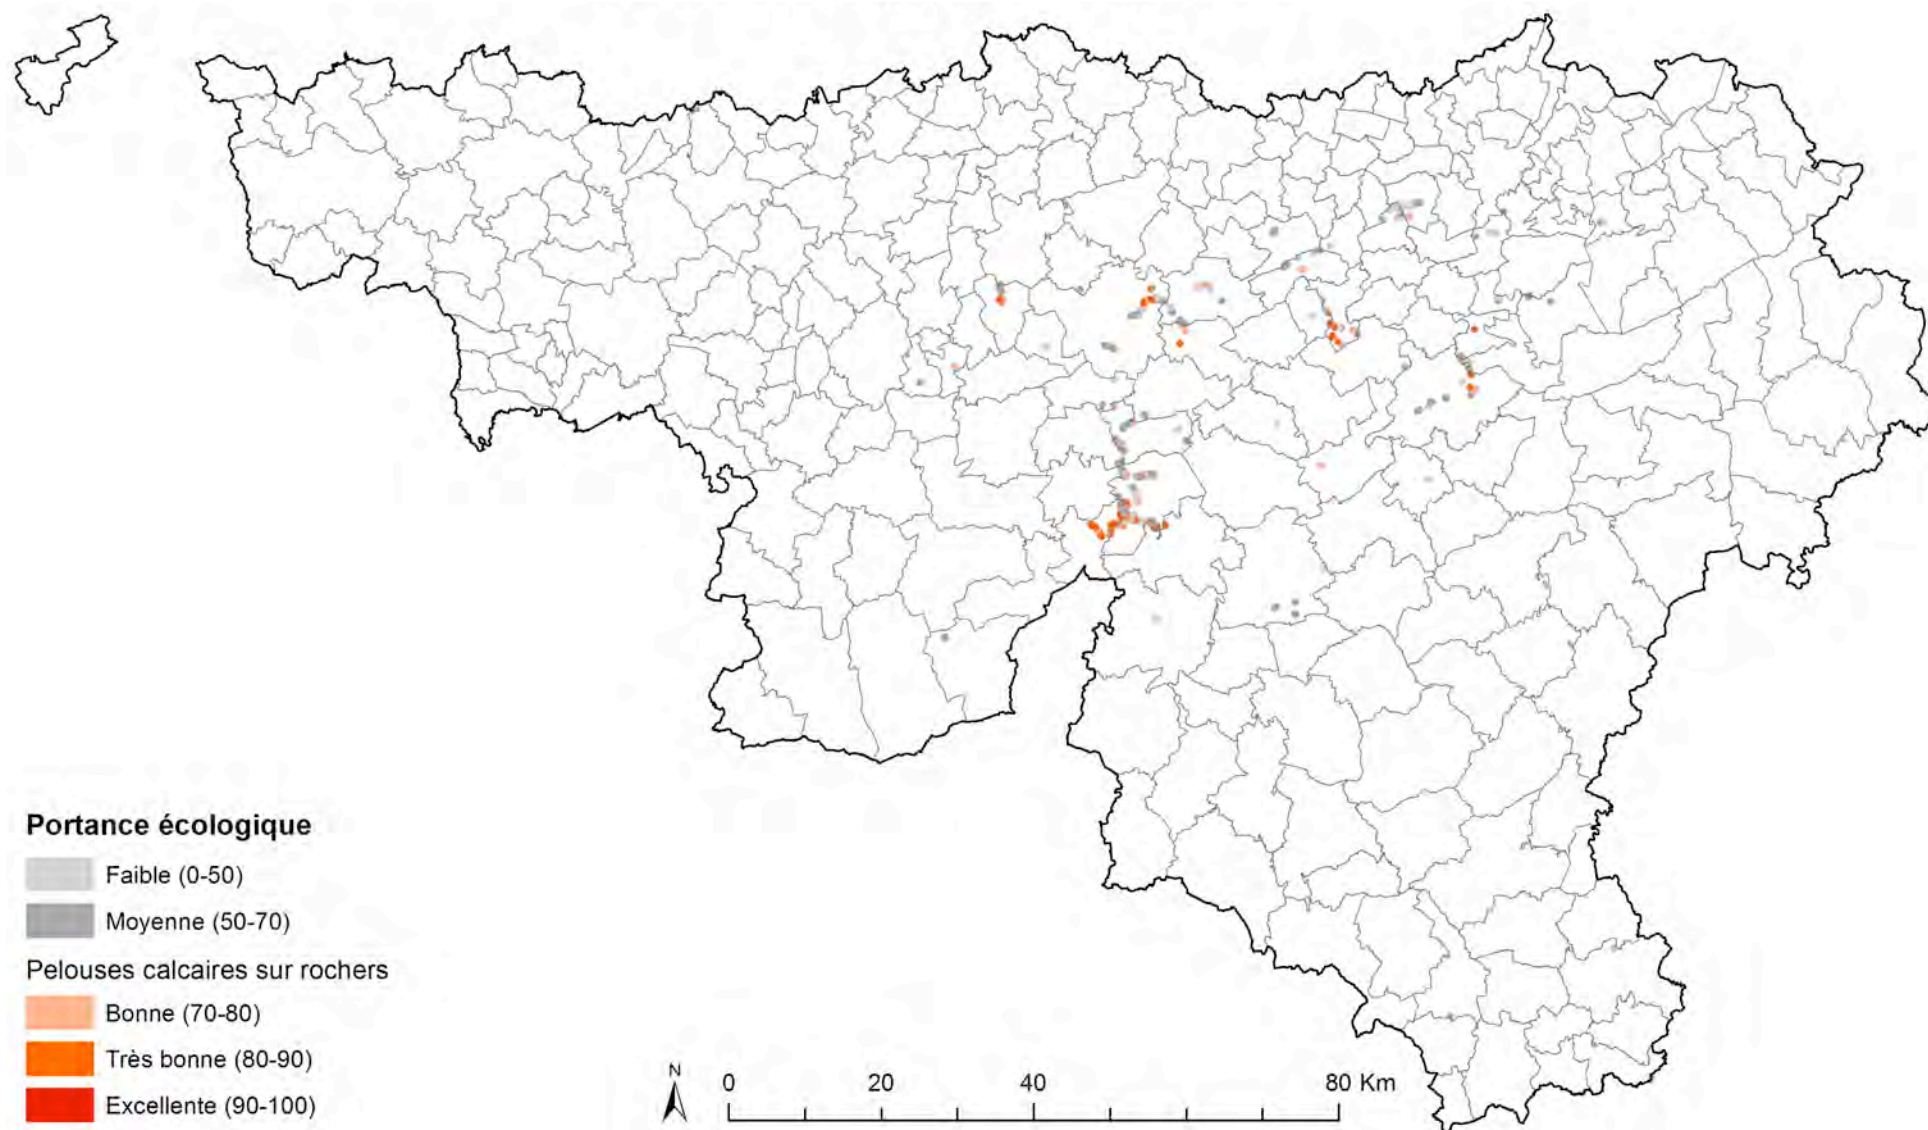 Portance écologique
Faible (0-50)
Moyenne (50-70)
Pelouses calcaires sur rochers
Bonne (70-80)
Très bonne (80-90)
Excellente (90-100)
N
0 20 40 80 Km